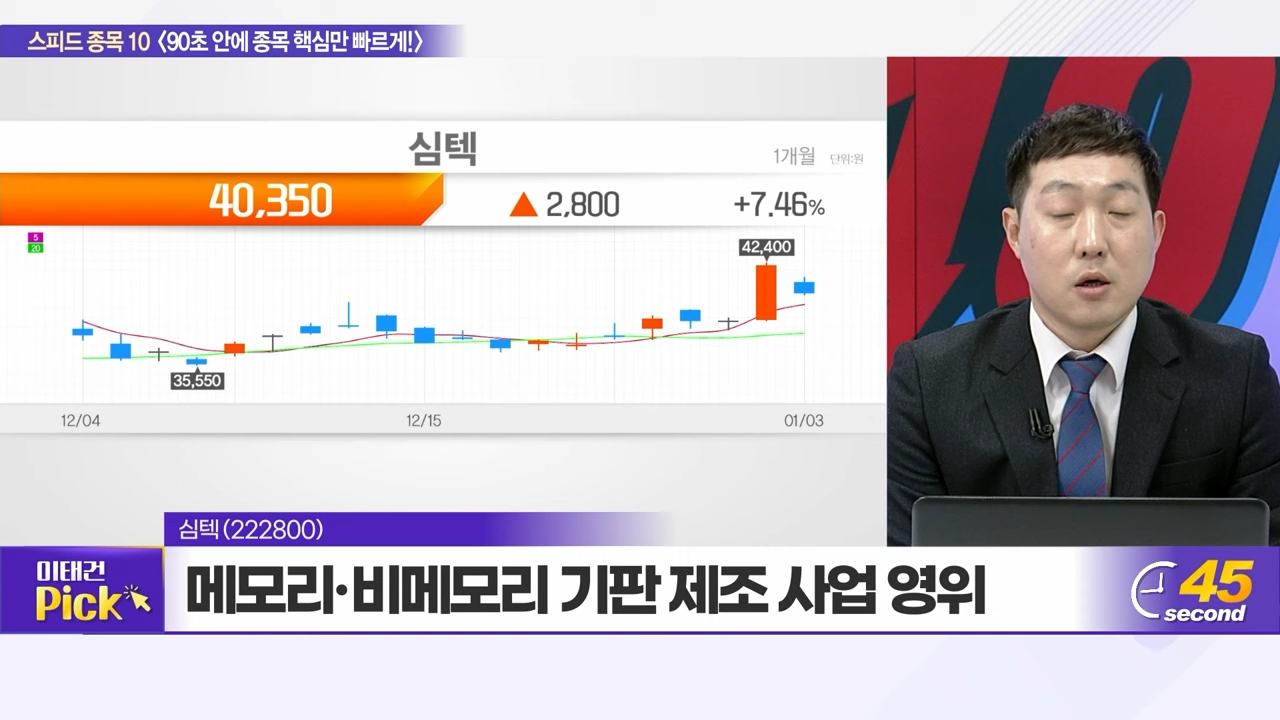 스피드 종목 10 <90초 안에 종목 핵심만 빠르게!>
심텍
1개월 단위:원
40,350 ▲ 2,800 +7.46%
5
20
42,400
35,550
12/04 12/15 01/03
심텍(222800)
이태건
Pick
메모리·비메모리 기판 제조 사업 영위
45
second